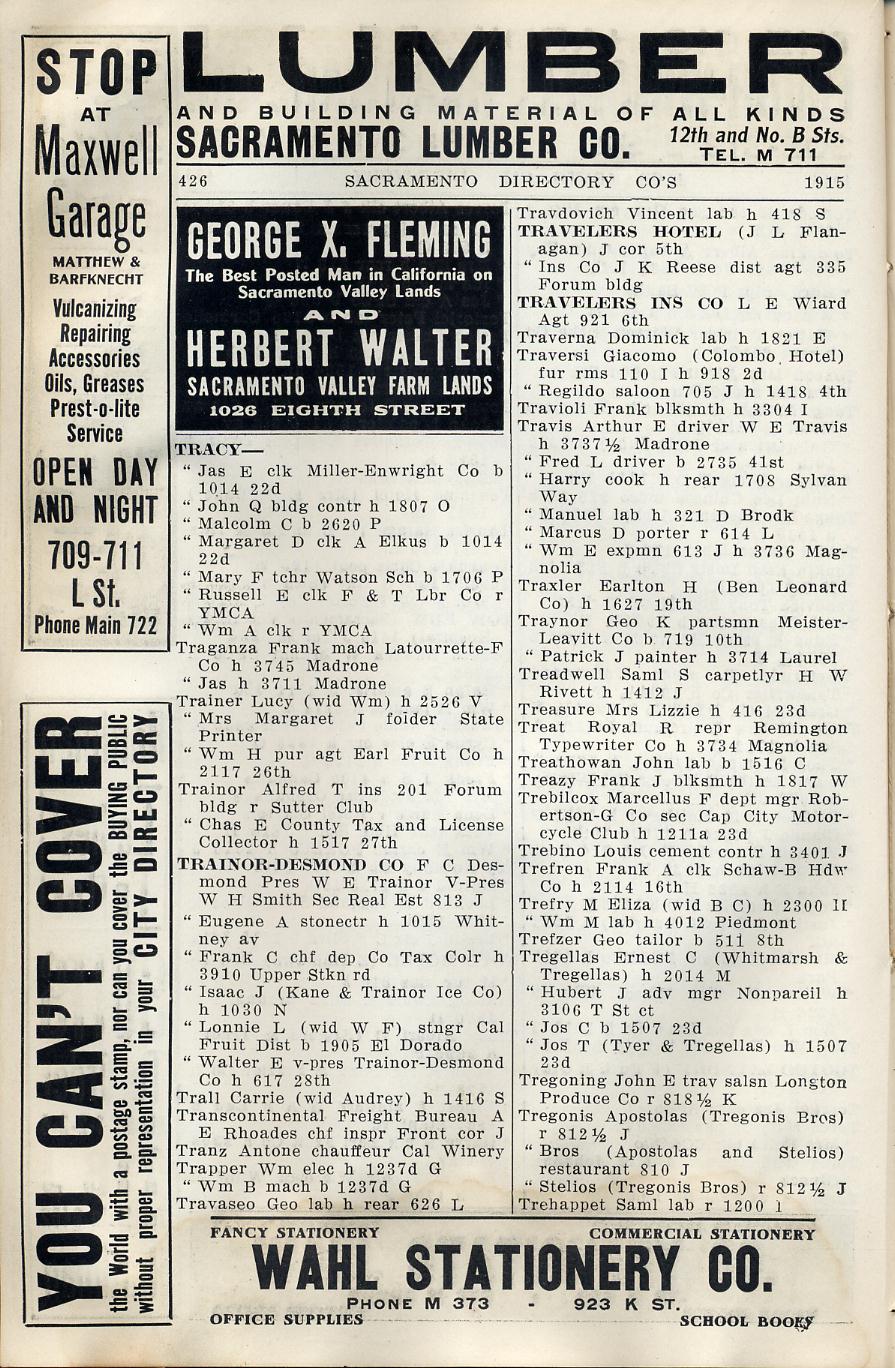 LUMBER
AND BUILDING MATERIAL OF ALL KINDS
SACRAMENTO LUMBER CO. 12th and No. B Sts.
TEL. M 711
426 SACRAMENTO DIRECTORY CO'S 1915
STOP
AT
Maxwell
Garage
MATTHEW &
BARFKNECHT
Vulcanizing
Repairing
Accessories
Oils, Greases
Prest-o-lite
Service
OPEN DAY
AND NIGHT
709-711
L St.
Phone Main 722
YOU CAN'T COVER
the World with a postage stamp, nor can you cover the BUYING PUBLIC
without proper representation in your CITY DIRECTORY
GEORGE X. FLEMING
The Best Posted Man in California on
Sacramento Valley Lands
AND
HERBERT WALTER
SACRAMENTO VALLEY FARM LANDS
1026 EIGHTH STREET
TRACY—
" Jas E clk Miller-Enwright Co b
1014 22d
" John Q bldg contr h 1807 O
" Malcolm C b 2620 P
" Margaret D clk A Elkus b 1014
22d
" Mary F tchr Watson Sch b 1706 P
" Russell E clk F & T Lbr Co r
YMCA
" Wm A clk r YMCA
Traganza Frank mach Latourrette-F
Co h 3745 Madrone
" Jas h 3711 Madrone
Trainer Lucy (wid Wm) h 2526 V
" Mrs Margaret J folder State
Printer
" Wm H pur agt Earl Fruit Co h
2117 26th
Trainor Alfred T ins 201 Forum
bldg r Sutter Club
" Chas E County Tax and License
Collector h 1517 27th
TRAINOR-DESMOND CO F C Des-
mond Pres W E Trainor V-Pres
W H Smith Sec Real Est 813 J
" Eugene A stonectr h 1015 Whit-
ney av
" Frank C chf dep Co Tax Colr h
3910 Upper Stkn rd
" Isaac J (Kane & Trainor Ice Co)
h 1030 N
" Lonnie L (wid W F) stngr Cal
Fruit Dist b 1905 El Dorado
" Walter E v-pres Trainor-Desmond
Co h 617 28th
Trall Carrie (wid Audrey) h 1416 S
Transcontinental Freight Bureau A
E Rhoades chf inspr Front cor J
Tranz Antone chauffeur Cal Winery
Trapper Wm elec h 1237d G
" Wm B mach b 1237d G
Travaseo Geo lab h rear 626 L
Travdovich Vincent lab h 418 S
TRAVELERS HOTEL (J L Flan-
agan) J cor 5th
" Ins Co J K Reese dist agt 335
Forum bldg
TRAVELERS INS CO L E Wiard
Agt 921 6th
Traverna Dominick lab h 1821 E
Traversi Giacomo (Colombo Hotel)
fur rms 110 I h 918 2d
" Regildo saloon 705 J h 1418 4th
Travioli Frank blksmth h 3304 I
Travis Arthur E driver W E Travis
h 3737½ Madrone
" Fred L driver b 2735 41st
" Harry cook h rear 1708 Sylvan
Way
" Manuel lab h 321 D Brodk
" Marcus D porter r 614 L
" Wm E expmn 613 J h 3736 Mag-
nolia
Traxler Earlton H (Ben Leonard
Co) h 1627 19th
Traynor Geo K partsmn Meister-
Leavitt Co b 719 10th
" Patrick J painter h 3714 Laurel
Treadwell Saml S carpetlyr H W
Rivett h 1412 J
Treasure Mrs Lizzie h 416 23d
Treat Royal R repr Remington
Typewriter Co h 3734 Magnolia
Treathowan John lab b 1516 C
Treazy Frank J blksmth h 1817 W
Trebilcox Marcellus F dept mgr Rob-
ertson-G Co sec Cap City Motor-
cycle Club h 1211a 23d
Trebino Louis cement contr h 3401 J
Trefren Frank A clk Schaw-B Hdw
Co h 2114 16th
Trefry M Eliza (wid B C) h 2300 H
" Wm M lab h 4012 Piedmont
Trefzer Geo tailor b 511 8th
Tregellas Ernest C (Whitmarsh &
Tregellas) h 2014 M
" Hubert J adv mgr Nonpareil h
3106 T St ct
" Jos C b 1507 23d
" Jos T (Tyer & Tregellas) h 1507
23d
Tregoning John E trav salsn Longton
Produce Co r 818½ K
Tregonis Apostolas (Tregonis Bros)
r 812½ J
" Bros (Apostolas and Stelios)
restaurant 810 J
" Stelios (Tregonis Bros) r 812½ J
Trehappet Saml lab r 1200
FANCY STATIONERY COMMERCIAL STATIONERY
WAHL STATIONERY CO.
PHONE M 373 - 923 K ST.
OFFICE SUPPLIES SCHOOL BOOKS